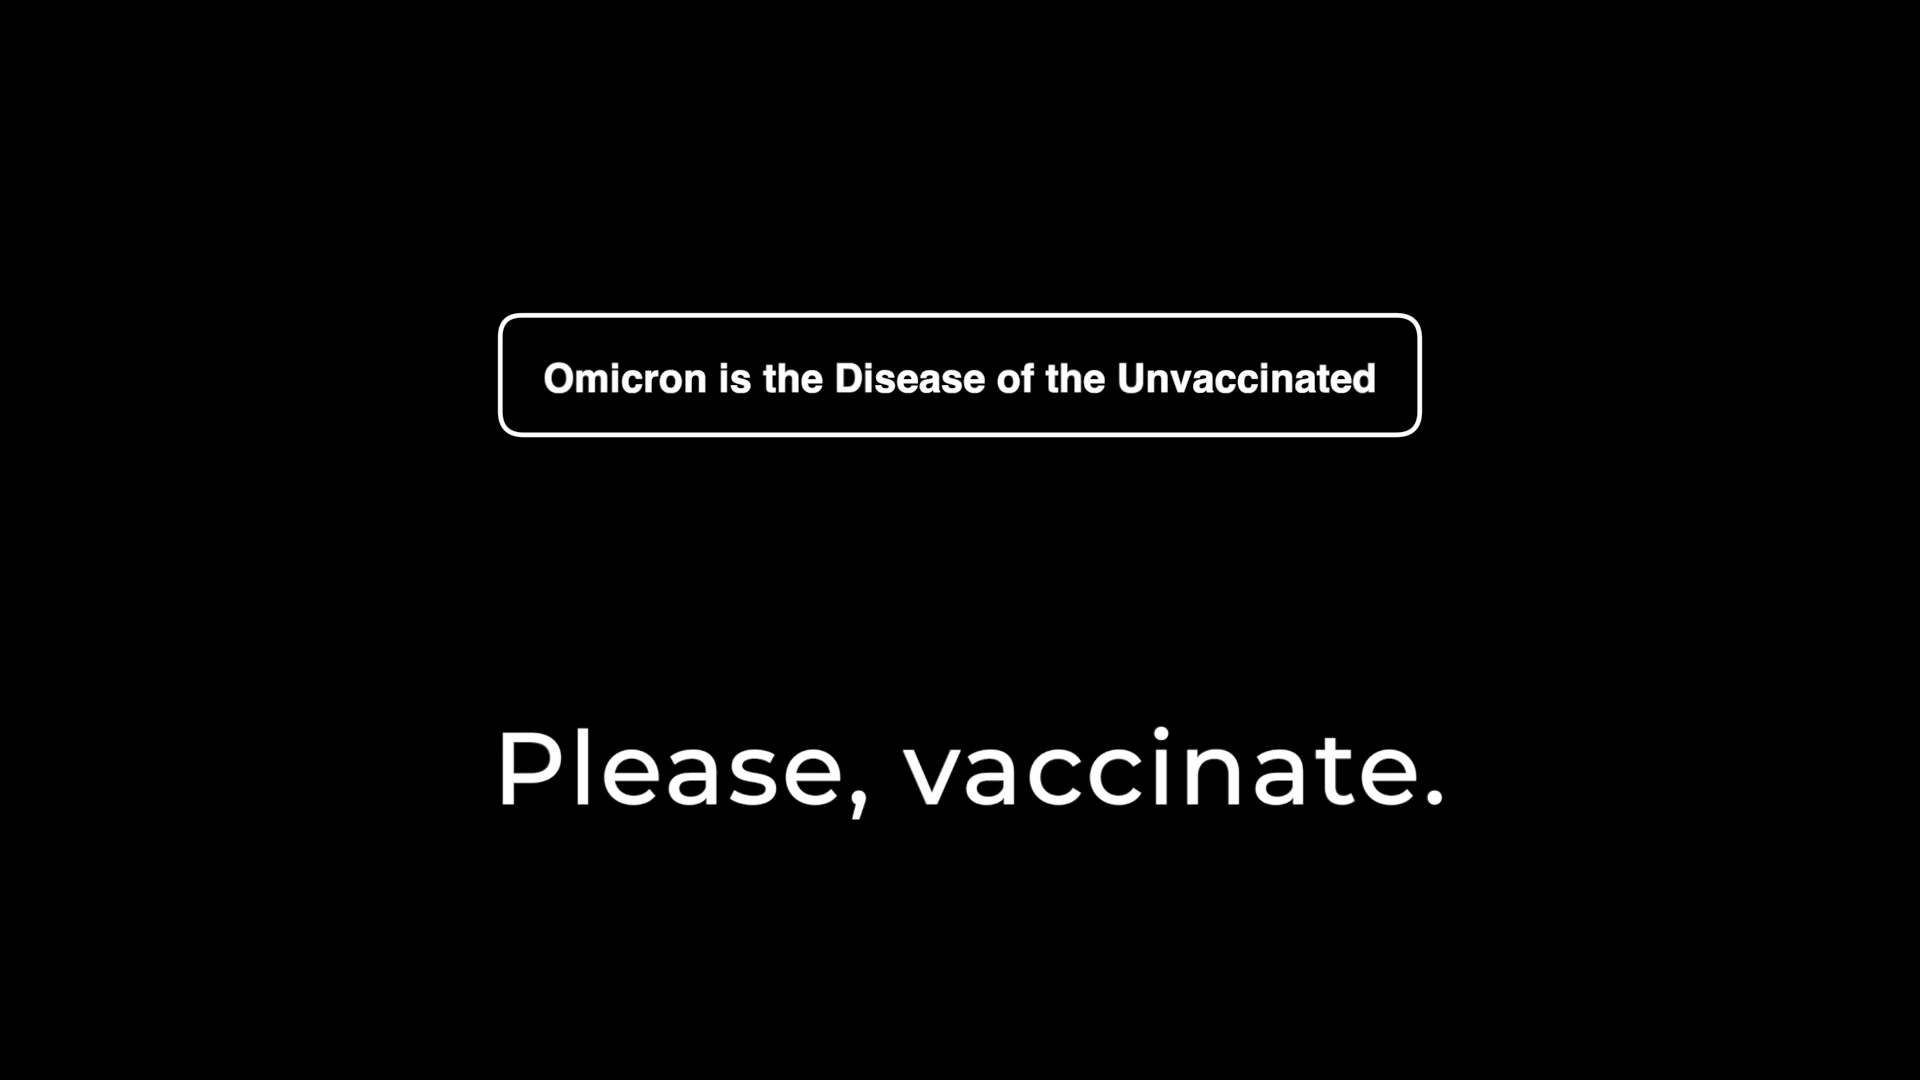 Omicron is the Disease of the Unvaccinated
Please, vaccinate.